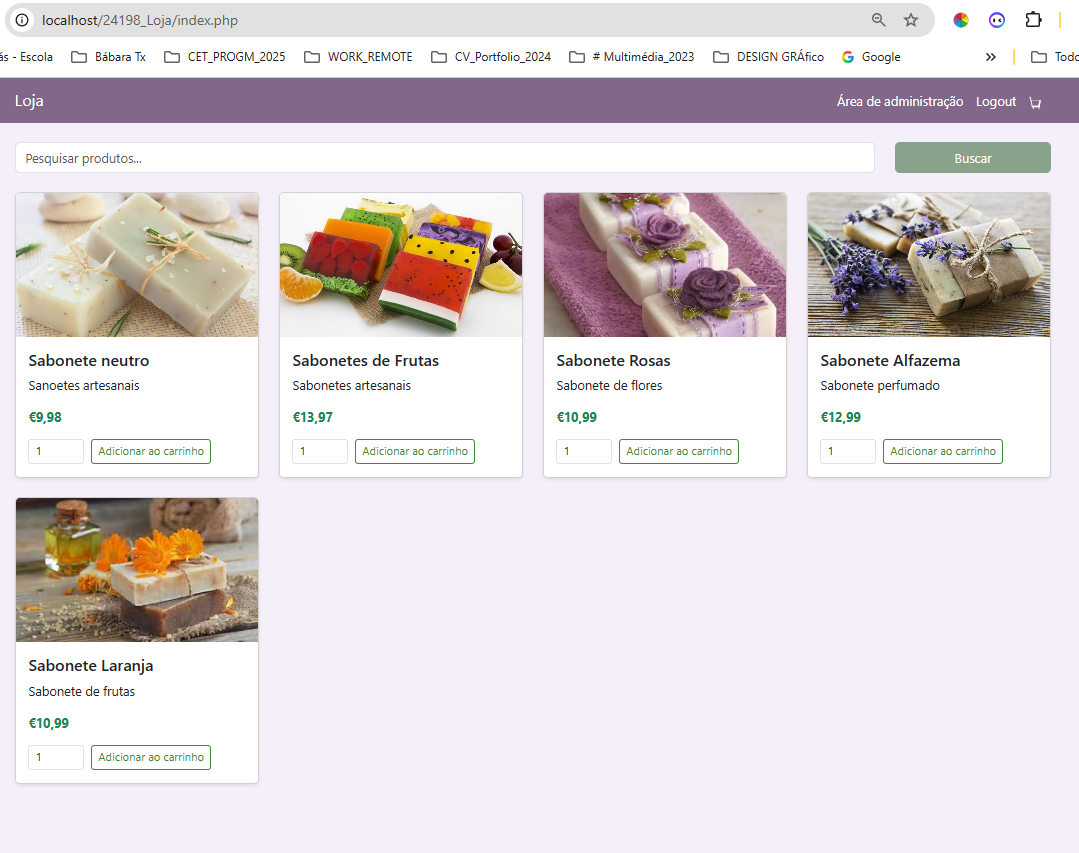 localhost/24198_Loja/index.php
ás - Escola Bábara Tx CET_PROGM_2025 WORK_REMOTE CV_Portfolio_2024 # Multimédia_2023 DESIGN GRÁfico Google » Todo
Loja Área de administração Logout
Pesquisar produtos... Buscar
Sabonete neutro
Sanoetes artesanais
€9,98
1 Adicionar ao carrinho
Sabonetes de Frutas
Sabonetes artesanais
€13,97
1 Adicionar ao carrinho
Sabonete Rosas
Sabonete de flores
€10,99
1 Adicionar ao carrinho
Sabonete Alfazema
Sabonete perfumado
€12,99
1 Adicionar ao carrinho
Sabonete Laranja
Sabonete de frutas
€10,99
1 Adicionar ao carrinho